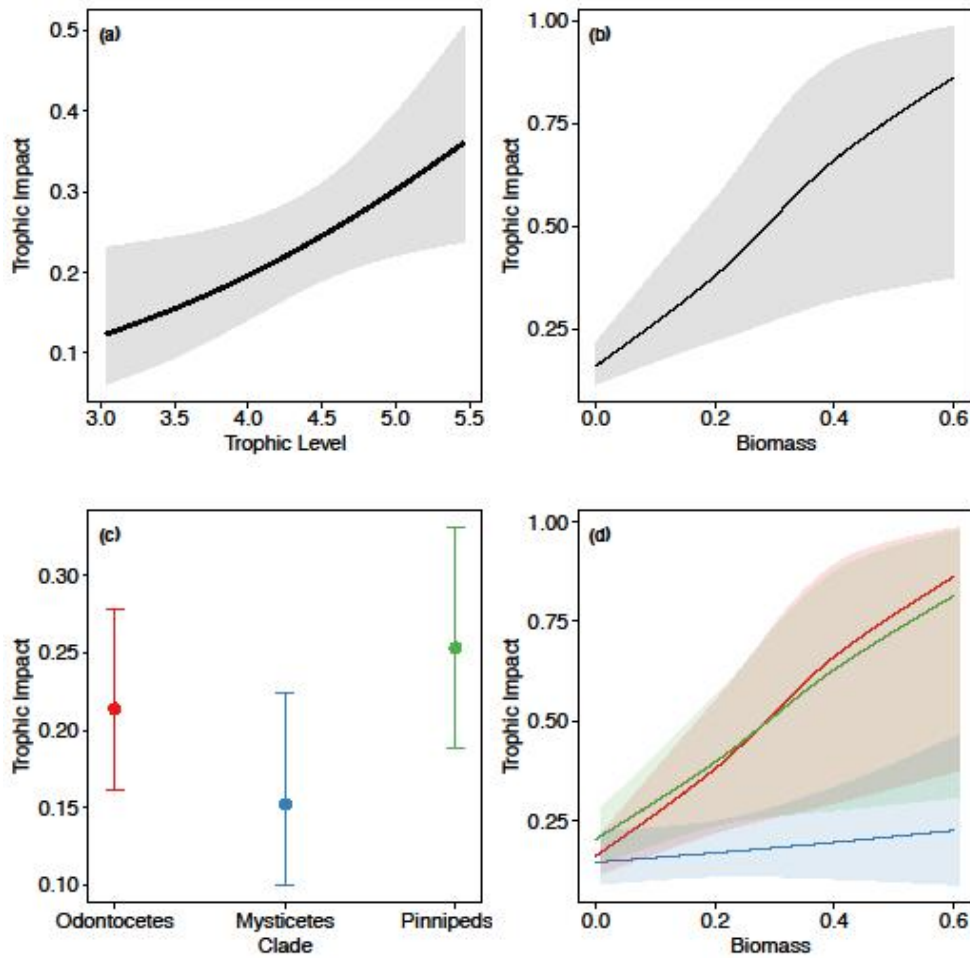 (a)
0.5
0.4
0.3
0.2
0.1
Trophic Impact
3.0 3.5 4.0 4.5 5.0 5.5
Trophic Level
(b)
1.00
0.75
0.50
0.25
Trophic Impact
0.0 0.2 0.4 0.6
Biomass
(c)
0.30
0.25
0.20
0.15
0.10
Trophic Impact
Odontocetes Mysticetes Pinnipeds
Clade
(d)
1.00
0.75
0.50
0.25
Trophic Impact
0.0 0.2 0.4 0.6
Biomass